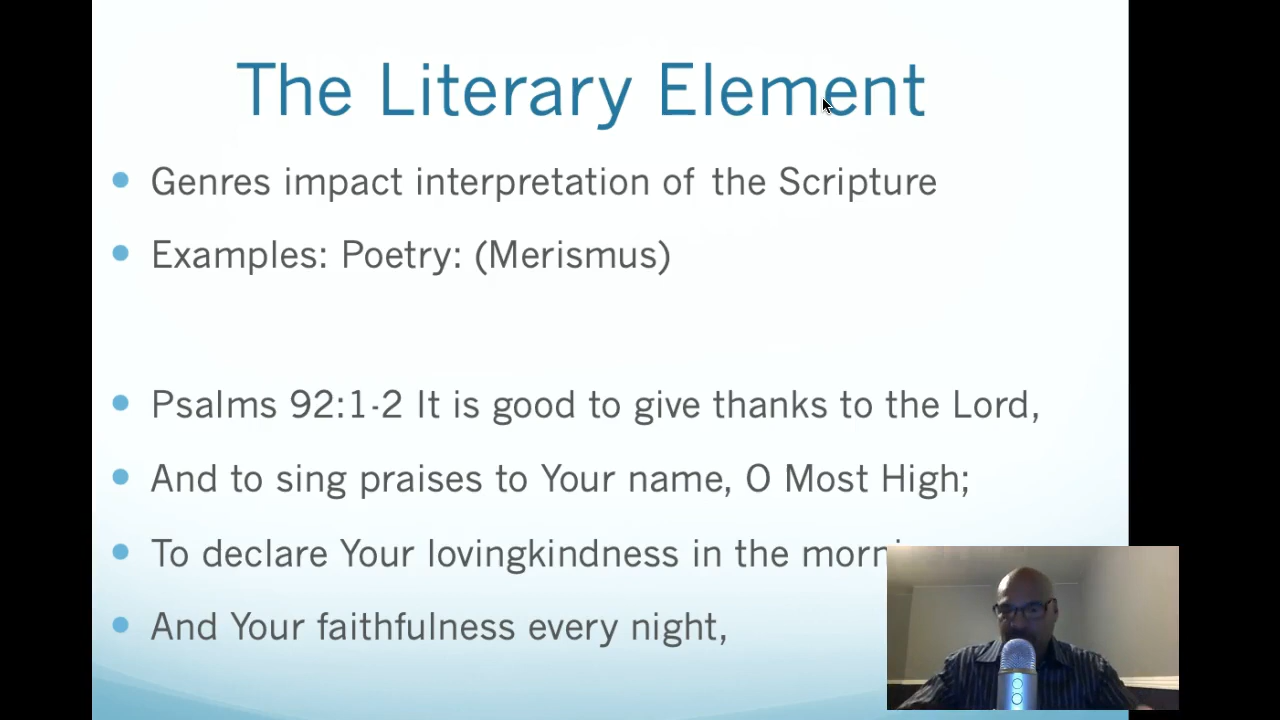 The Literary Element
Genres impact interpretation of the Scripture
Examples: Poetry: (Merismus)
Psalms 92:1-2 It is good to give thanks to the Lord,
And to sing praises to Your name, O Most High;
To declare Your lovingkindness in the
And Your faithfulness every night,